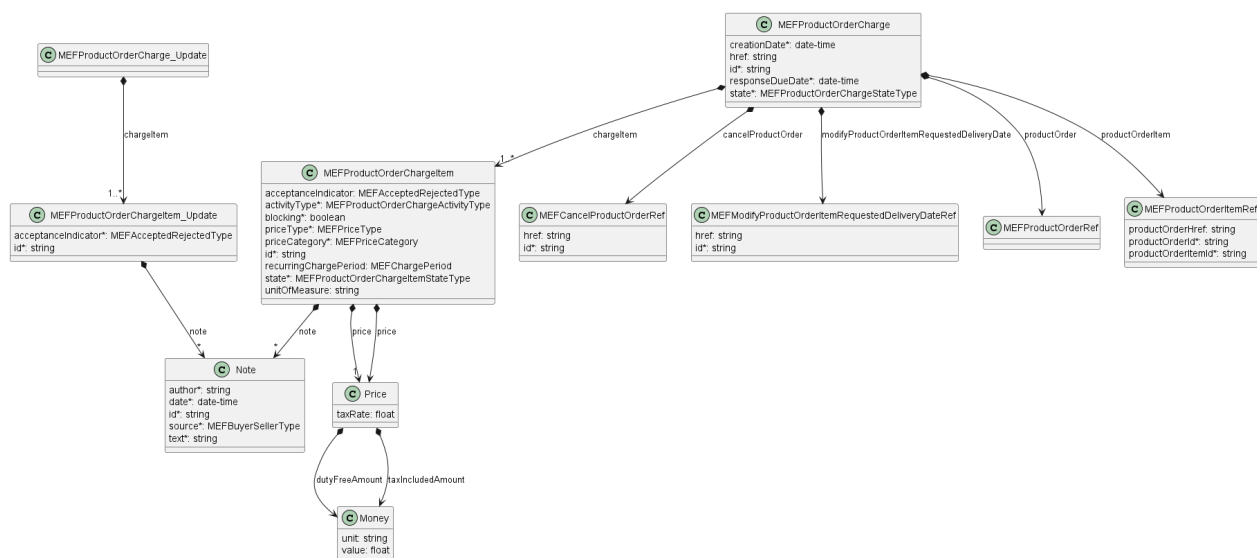 C MEFProductOrderCharge
creationDate*: date-time
href: string
id*: string
responseDueDate*: date-time
state*: MEFProductOrderChargeStateType
C MEFProductOrderCharge_Update
chargeItem
chargeItem
cancelProductOrder
modifyProductOrderItemRequestedDeliveryDate
productOrder
productOrderItem
1..*
1..*
C MEFProductOrderChargeItem_Update
acceptanceIndicator*: MEFAcceptedRejectedType
id*: string
C MEFProductOrderChargeItem
acceptanceIndicator: MEFAcceptedRejectedType
activityType*: MEFProductOrderChargeActivityType
blocking*: boolean
priceType*: MEFPriceType
priceCategory*: MEFPriceCategory
id*: string
recurringChargePeriod: MEFChargePeriod
state*: MEFProductOrderChargeItemStateType
unitOfMeasure: string
C MEFCancelProductOrderRef
href: string
id*: string
C MEFModifyProductOrderItemRequestedDeliveryDateRef
href: string
id*: string
C MEFProductOrderRef
C MEFProductOrderItemRef
productOrderHref: string
productOrderId*: string
productOrderItemId*: string
note
note
price
price
*
*
1
C Note
author*: string
date*: date-time
id*: string
source*: MEFBuyerSellerType
text*: string
C Price
taxRate: float
dutyFreeAmount
taxIncludedAmount
C Money
unit: string
value: float